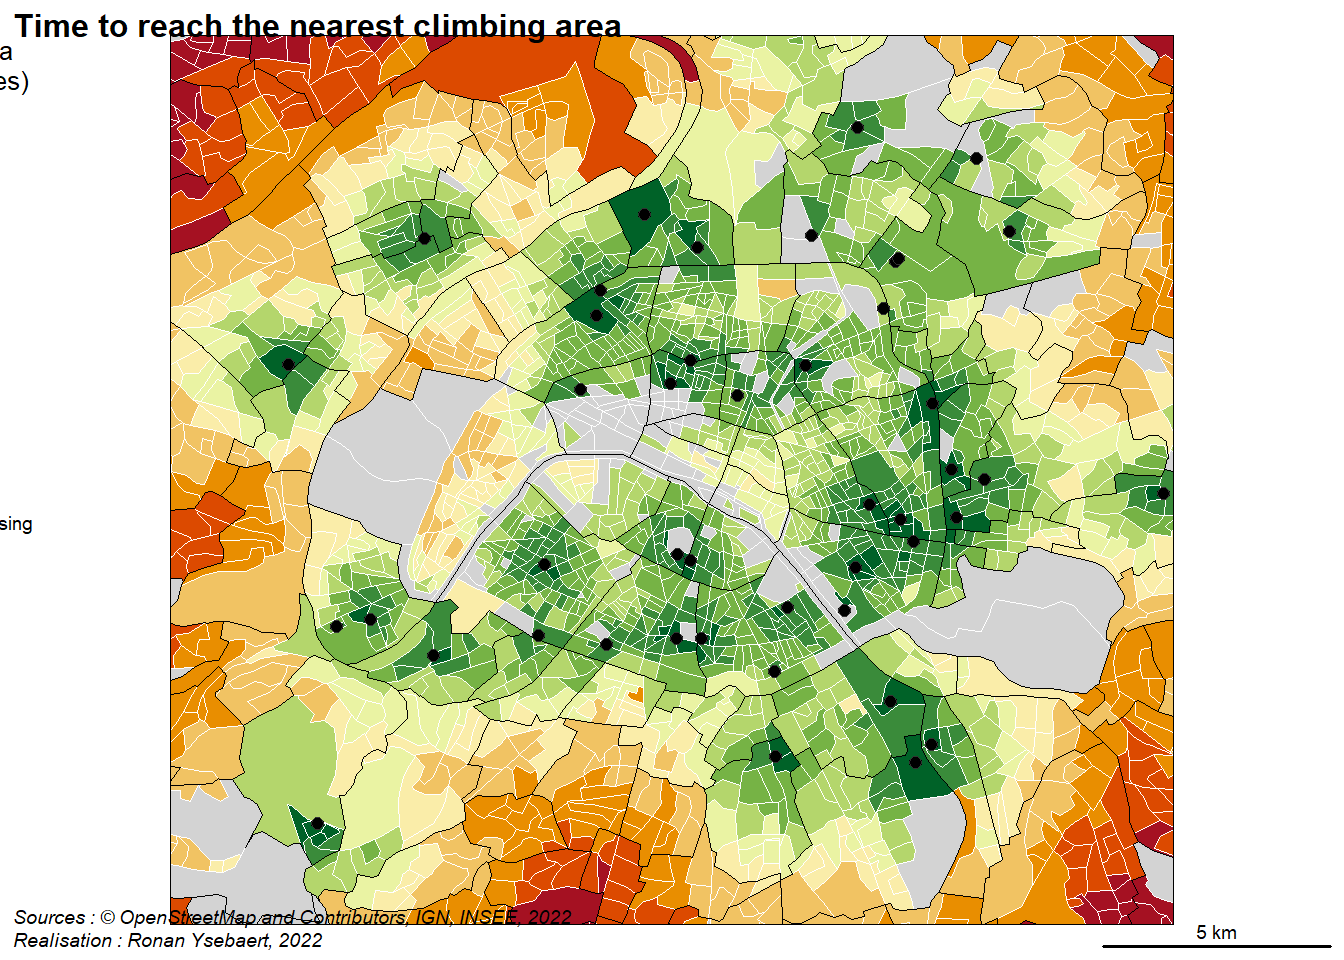 Time to reach the nearest climbing area
a
es)
sing
Sources : © OpenStreetMap and Contributors, IGN, INSEE, 2022
Realisation : Ronan Ysebaert, 2022
5 km